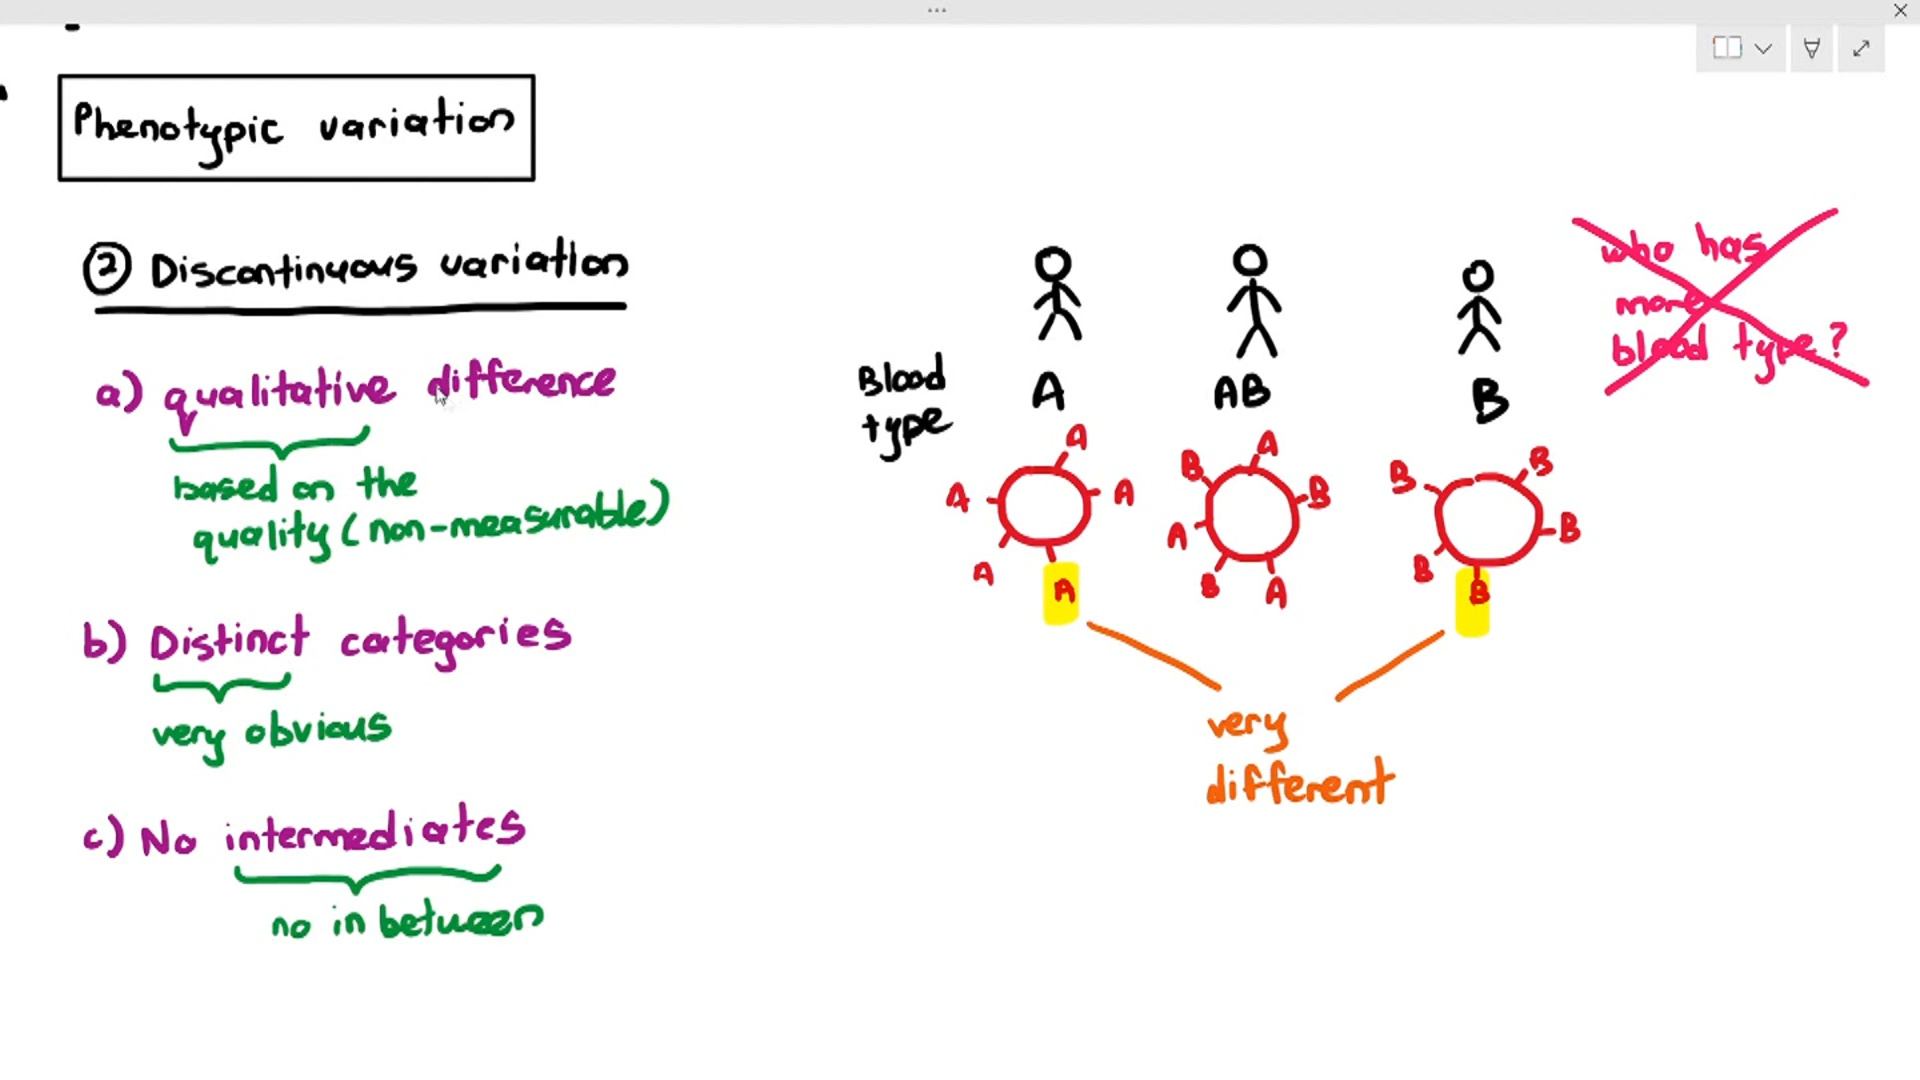 Phenotypic variation
② Discontinuous variation
a) qualitative difference
based on the
quality (non-measurable)
b) Distinct categories
very obvious
c) No intermediates
no in between
Blood
type
A
AB
B
who has
more
blood type?
A
A
A
A
A
B
A
B
A
B
A
B
B
B
B
B
very
different